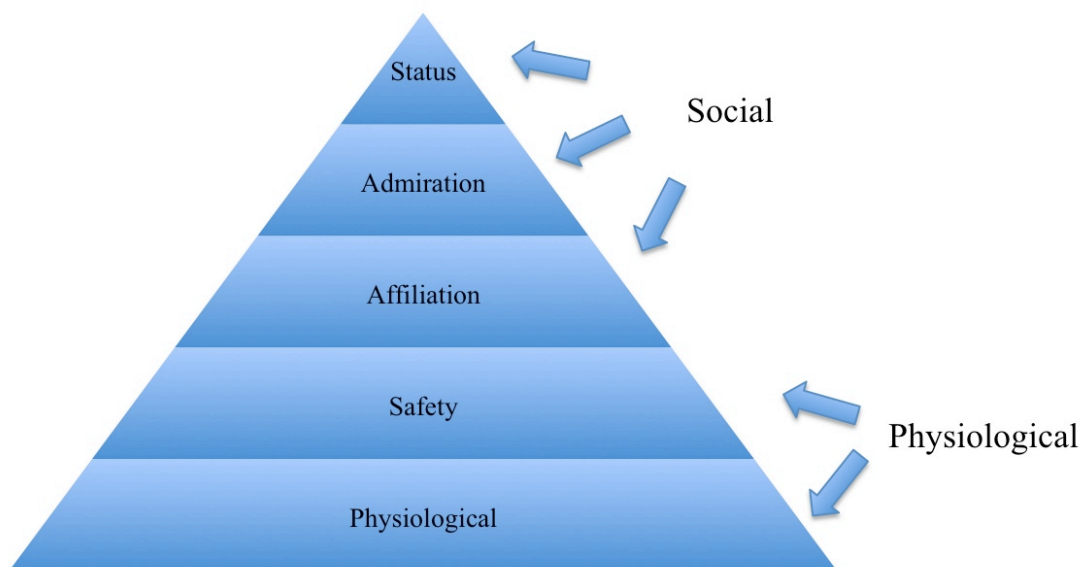 Status
Social
Admiration
Affiliation
Safety
Physiological
Physiological